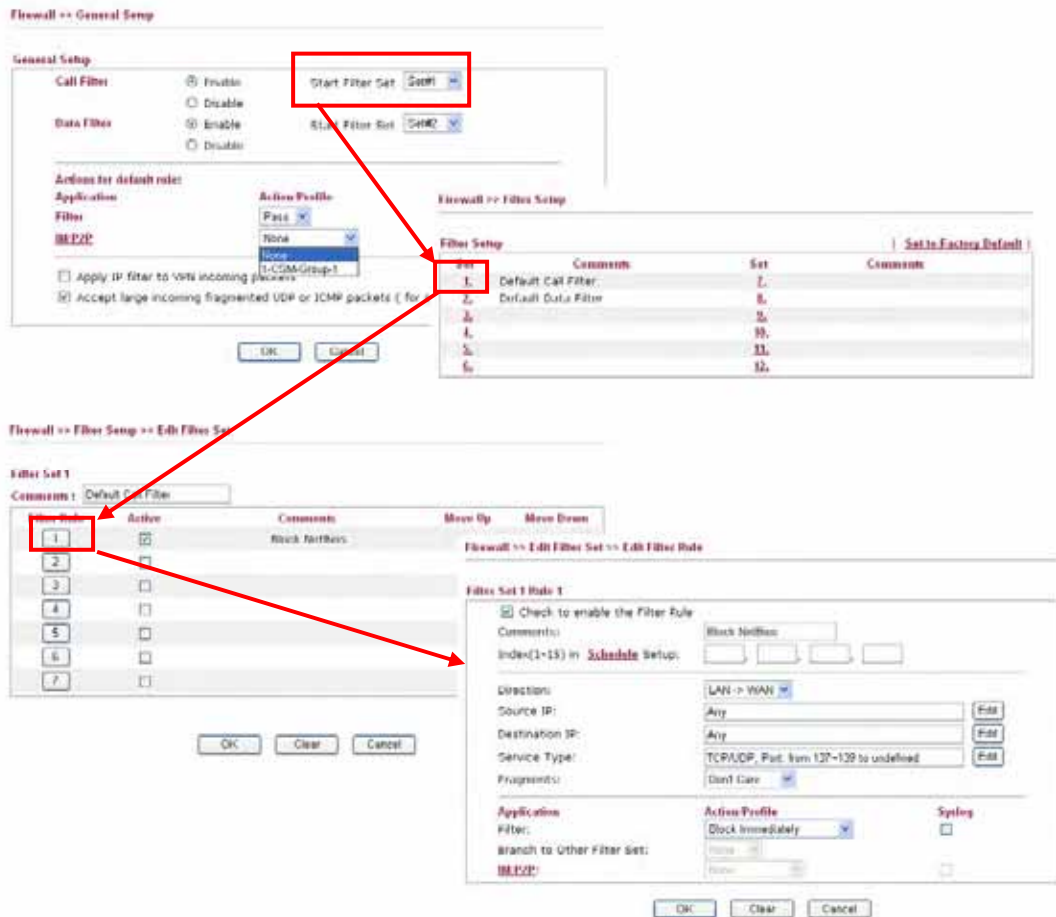 Firewall >> General Setup
General Setup
Call Filter Enable Start Filter Set Set#1
Disable
Data Filter Enable Start Filter Set Set#2
Disable
Actions for default rule:
Application Action/Profile
Filter Pass
IM/P2P None
None
1-CSM-Group-1
Apply IP filter to VPN incoming packets
Accept large incoming fragmented UDP or ICMP packets ( for
OK Cancel
Firewall >> Filter Setup
Filter Setup | Set to Factory Default |
Set Comments Set Comments
1. Default Call Filter 7.
2. Default Data Filter 8.
3. 9.
4. 10.
5. 11.
6. 12.
Firewall >> Filter Setup >> Edit Filter Set
Filter Set 1
Comments : Default Call Filter
Filter Rule Active Comments Move Up Move Down
1 Block NetBios
2
3
4
5
6
7
OK Clear Cancel
Firewall >> Edit Filter Set >> Edit Filter Rule
Filter Set 1 Rule 1
Check to enable the Filter Rule
Comments: Block NetBios
Index(1-15) in Schedule Setup: , , ,
Direction: LAN -> WAN
Source IP: Any Edit
Destination IP: Any Edit
Service Type: TCP/UDP, Port: from 137~139 to undefined Edit
Fragments: Don't Care
Application Action/Profile Syslog
Filter: Block Immediately
Branch to Other Filter Set: None
IM/P2P: None
OK Clear Cancel